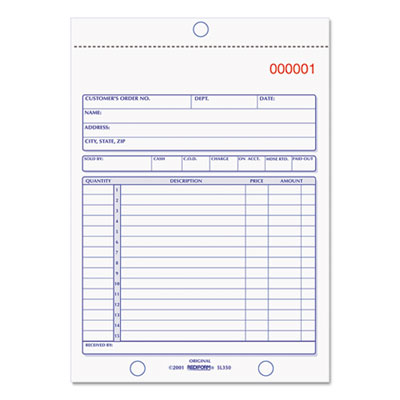 000001
CUSTOMER'S ORDER NO. DEPT. DATE:
NAME:
ADDRESS:
CITY, STATE, ZIP
SOLD BY: CASH C.O.D. CHARGE ON ACCT. MDSE RTD. PAID OUT
QUANTITY DESCRIPTION PRICE AMOUNT
1
2
3
4
5
6
7
8
9
10
11
12
13
14
15
RECEIVED BY:
ORIGINAL
©2001 REDIFORM® 5L350